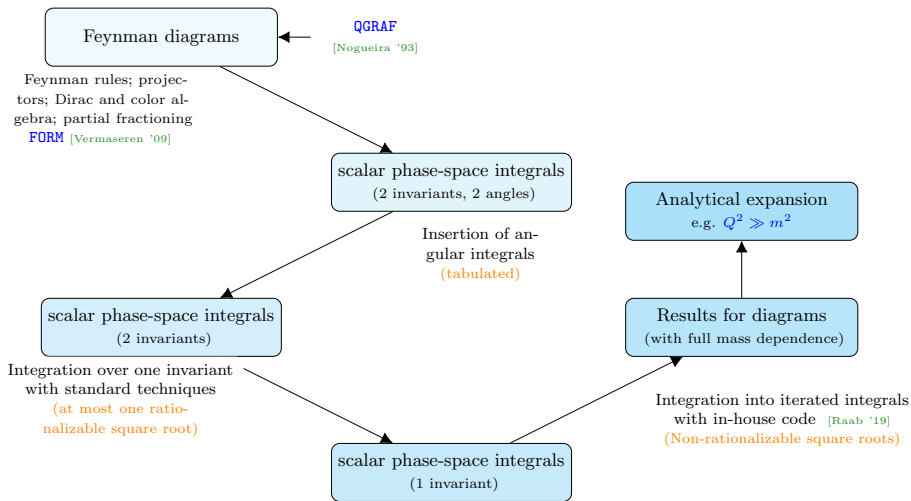 Feynman diagrams
QGRAF
[Nogueira '93]
Feynman rules; projec-
tors; Dirac and color al-
gebra; partial fractioning
FORM [Vermaseren '09]
scalar phase-space integrals
(2 invariants, 2 angles)
Analytical expansion
e.g. Q² ≫ m²
Insertion of an-
gular integrals
(tabulated)
scalar phase-space integrals
(2 invariants)
Results for diagrams
(with full mass dependence)
Integration over one invariant
with standard techniques
(at most one ratio-
nalizable square root)
Integration into iterated integrals
with in-house code [Raab '19]
(Non-rationalizable square roots)
scalar phase-space integrals
(1 invariant)